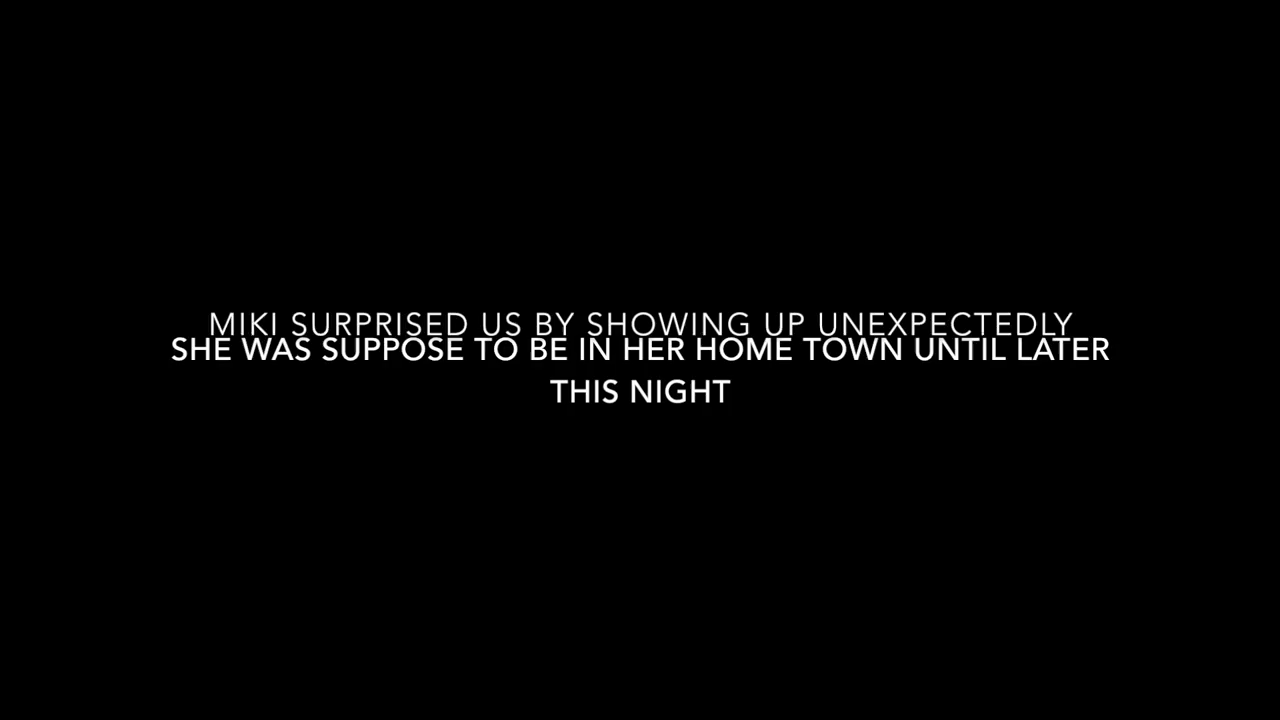 MIKI SURPRISED US BY SHOWING UP UNEXPECTEDLY
SHE WAS SUPPOSE TO BE IN HER HOME TOWN UNTIL LATER
THIS NIGHT